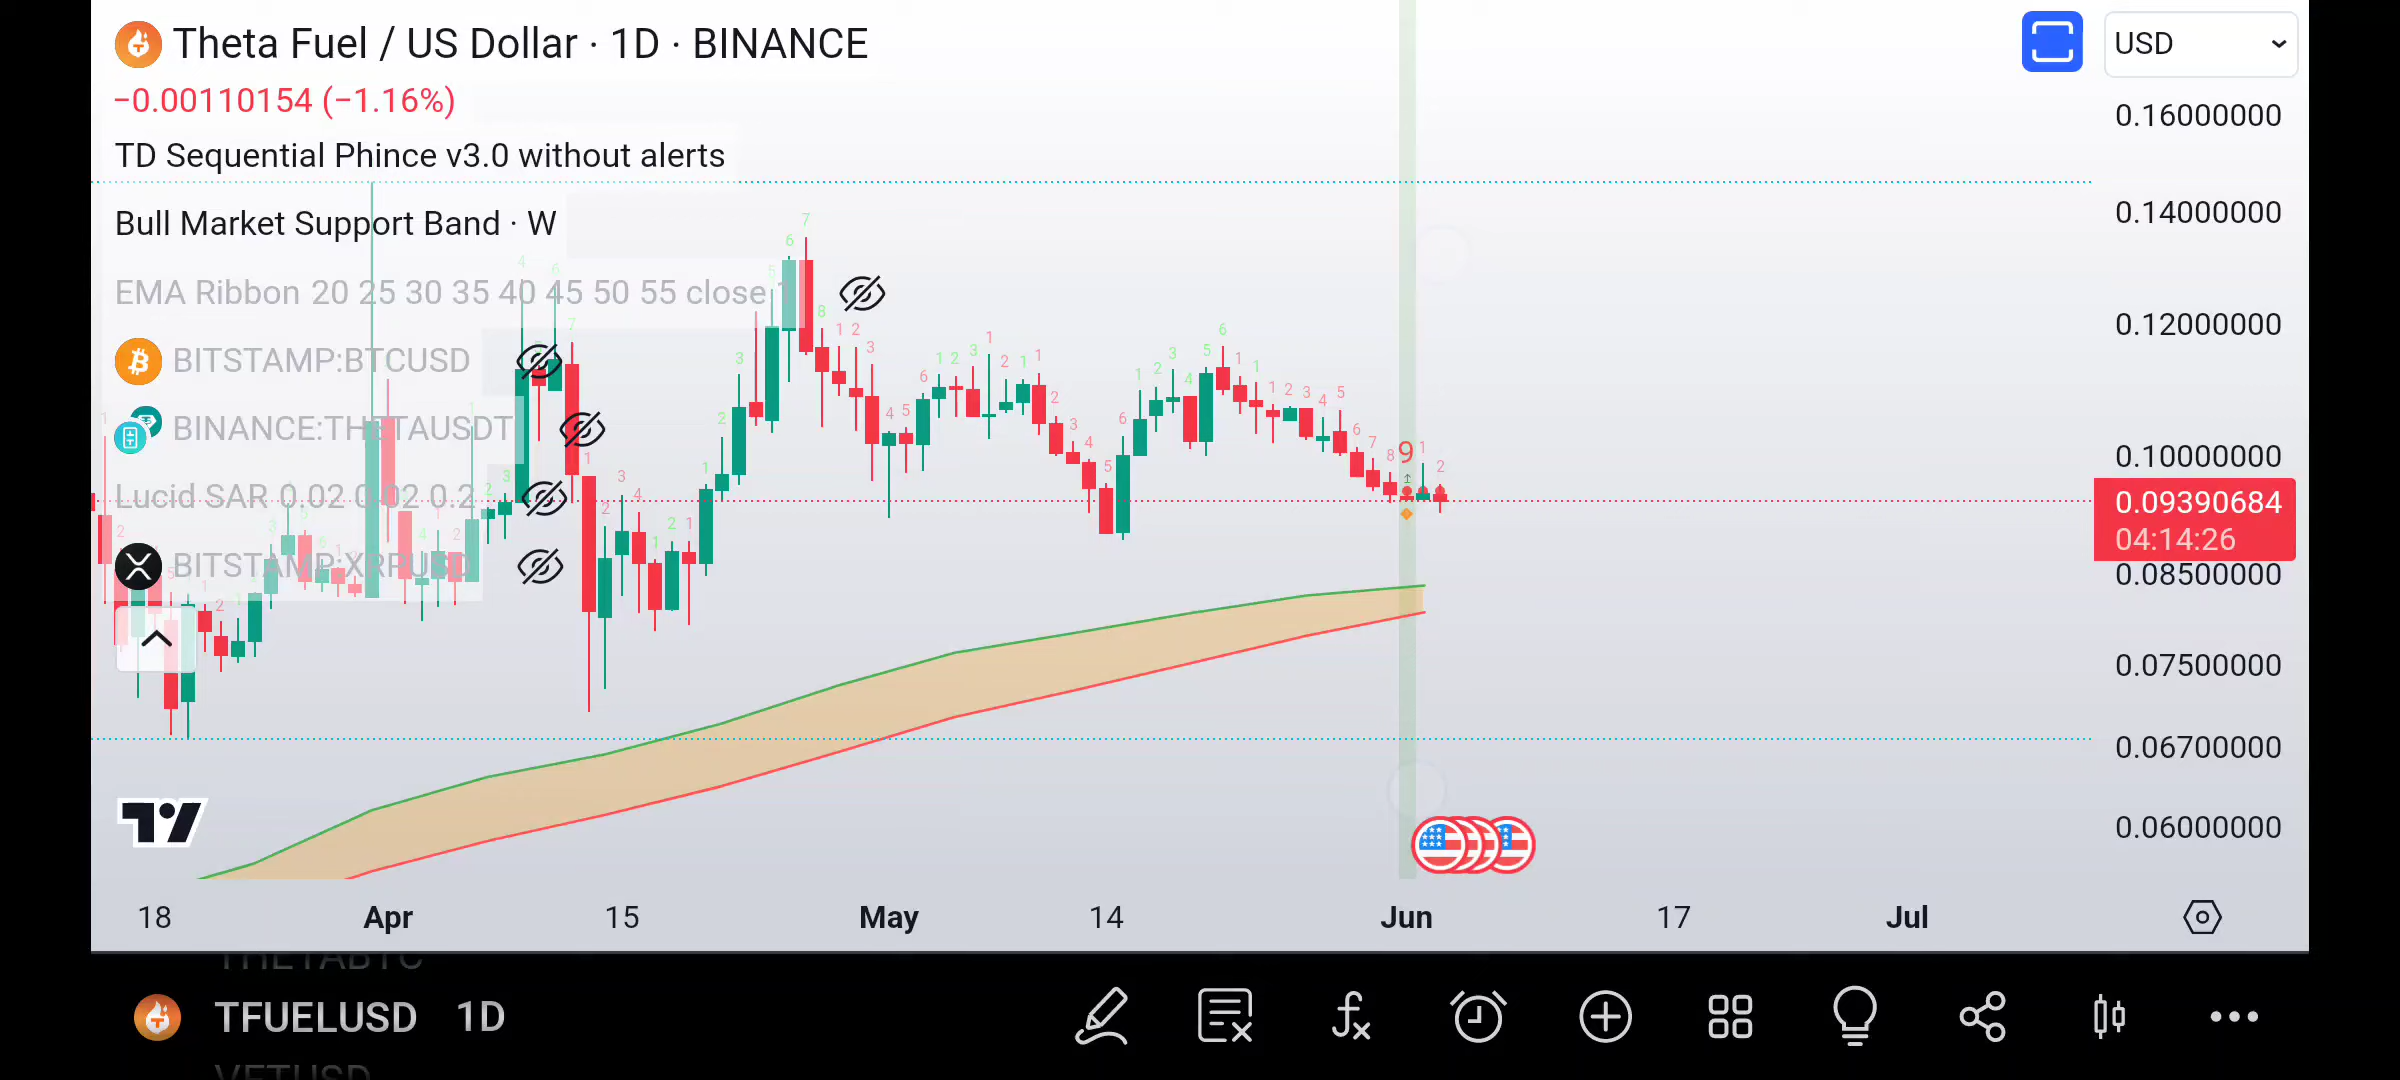 Theta Fuel / US Dollar · 1D · BINANCE
−0.00110154 (−1.16%)
TD Sequential Phince v3.0 without alerts
Bull Market Support Band · W
EMA Ribbon 20 25 30 35 40 45 50 55 close
BITSTAMP:BTCUSD
BINANCE:THETAUSDT
Lucid SAR 0.02 0.02 0.2
BITSTAMP:XRPUSD
USD
0.16000000
0.14000000
0.12000000
0.10000000
0.09390684
04:14:26
0.08500000
0.07500000
0.06700000
0.06000000
9
18 Apr 15 May 14 Jun 17 Jul
THETABTC
TFUELUSD 1D
VETUSD